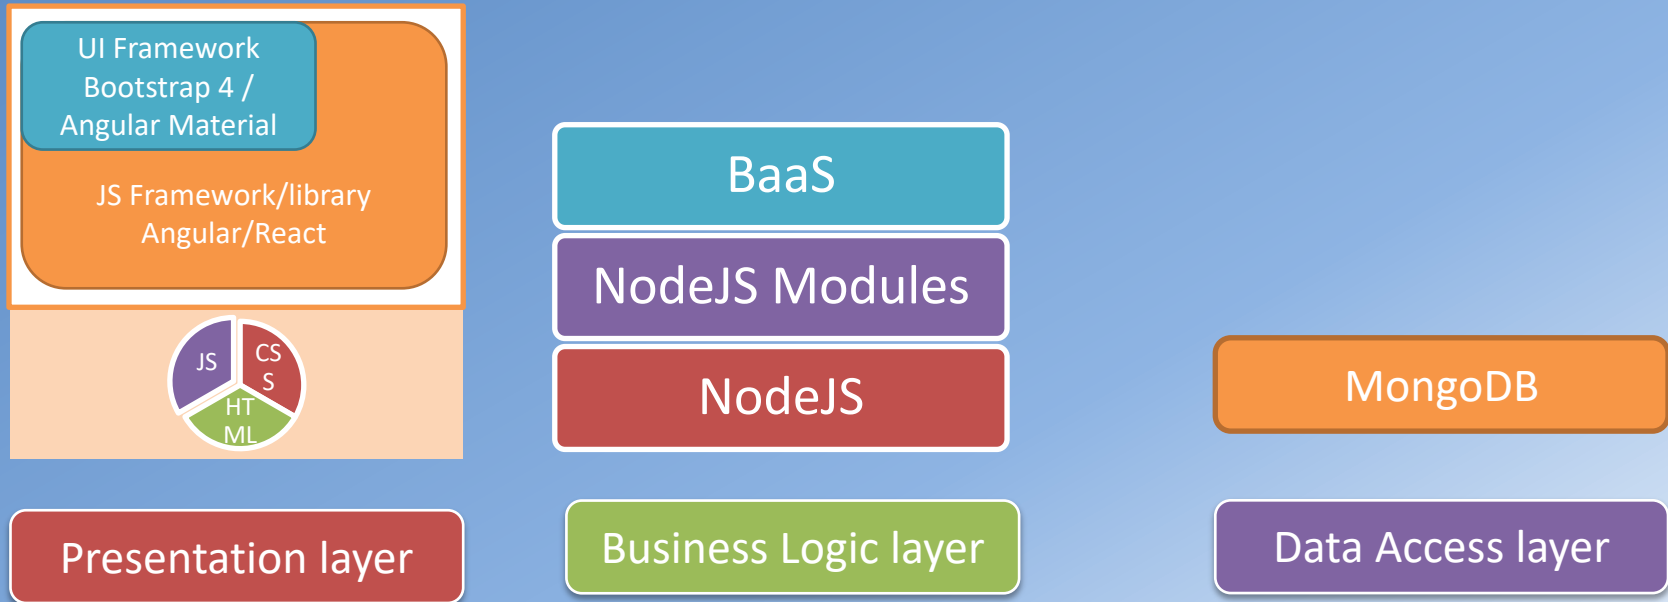 UI Framework
Bootstrap 4 /
Angular Material
JS Framework/library
Angular/React
JS
CS
S
HT
ML
Presentation layer
BaaS
NodeJS Modules
NodeJS
Business Logic layer
MongoDB
Data Access layer